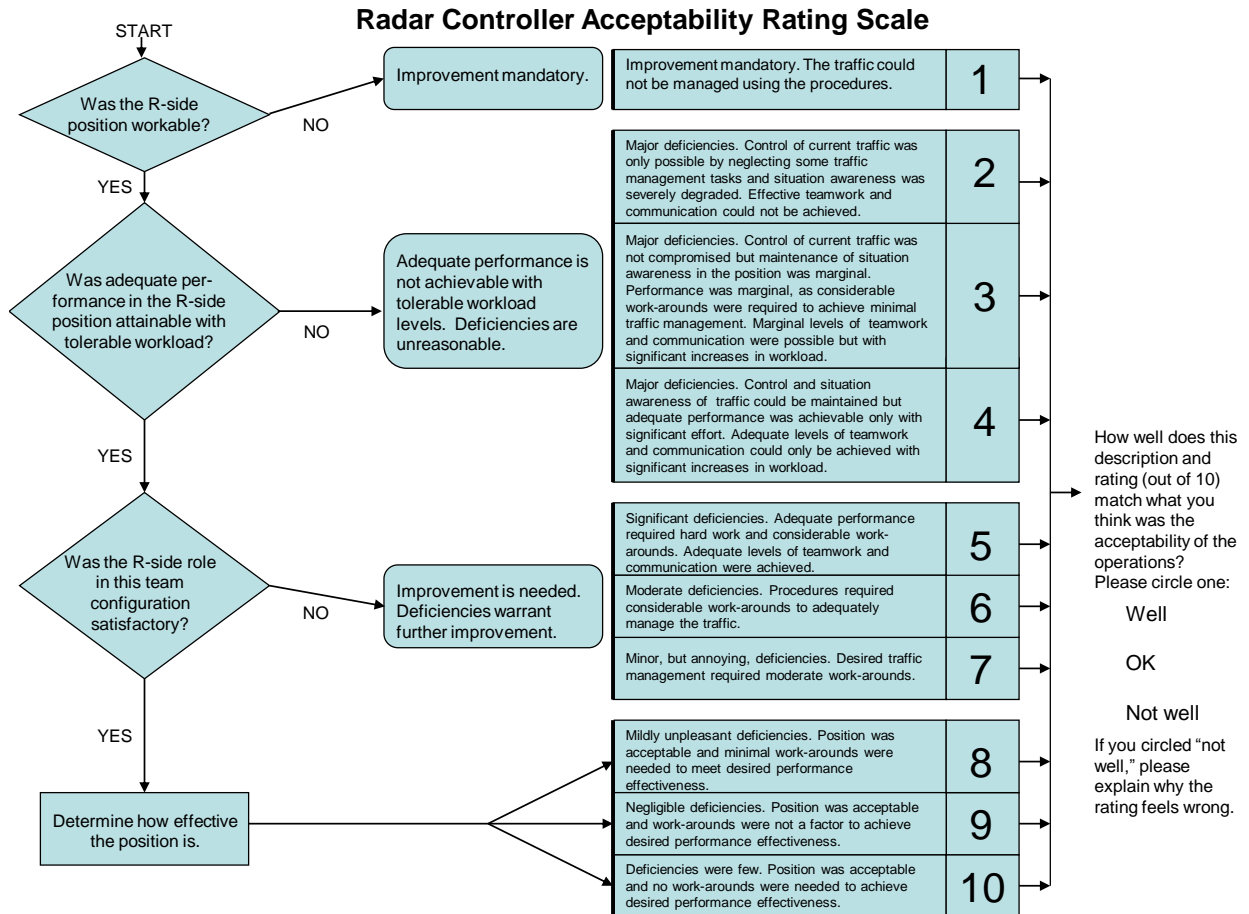 Radar Controller Acceptability Rating Scale
START
Was the R-side
position workable?
NO
Improvement mandatory.
Improvement mandatory. The traffic could
not be managed using the procedures.
1
YES
Major deficiencies. Control of current traffic was
only possible by neglecting some traffic
management tasks and situation awareness was
severely degraded. Effective teamwork and
communication could not be achieved.
2
Was adequate per-
formance in the R-side
position attainable with
tolerable workload?
NO
Adequate performance is
not achievable with
tolerable workload
levels. Deficiencies are
unreasonable.
Major deficiencies. Control of current traffic was
not compromised but maintenance of situation
awareness in the position was marginal.
Performance was marginal, as considerable
work-arounds were required to achieve minimal
traffic management. Marginal levels of teamwork
and communication were possible but with
significant increases in workload.
3
Major deficiencies. Control and situation
awareness of traffic could be maintained but
adequate performance was achievable only with
significant effort. Adequate levels of teamwork
and communication could only be achieved with
significant increases in workload.
4
YES
Was the R-side role
in this team
configuration
satisfactory?
NO
Improvement is needed.
Deficiencies warrant
further improvement.
Significant deficiencies. Adequate performance
required hard work and considerable work-
arounds. Adequate levels of teamwork and
communication were achieved.
5
Moderate deficiencies. Procedures required
considerable work-arounds to adequately
manage the traffic.
6
Minor, but annoying, deficiencies. Desired traffic
management required moderate work-arounds.
7
YES
Determine how effective
the position is.
Mildly unpleasant deficiencies. Position was
acceptable and minimal work-arounds were
needed to meet desired performance
effectiveness.
8
Negligible deficiencies. Position was acceptable
and work-arounds were not a factor to achieve
desired performance effectiveness.
9
Deficiencies were few. Position was acceptable
and no work-arounds were needed to achieve
desired performance effectiveness.
10
How well does this
description and
rating (out of 10)
match what you
think was the
acceptability of the
operations?
Please circle one:
Well
OK
Not well
If you circled “not
well,” please
explain why the
rating feels wrong.